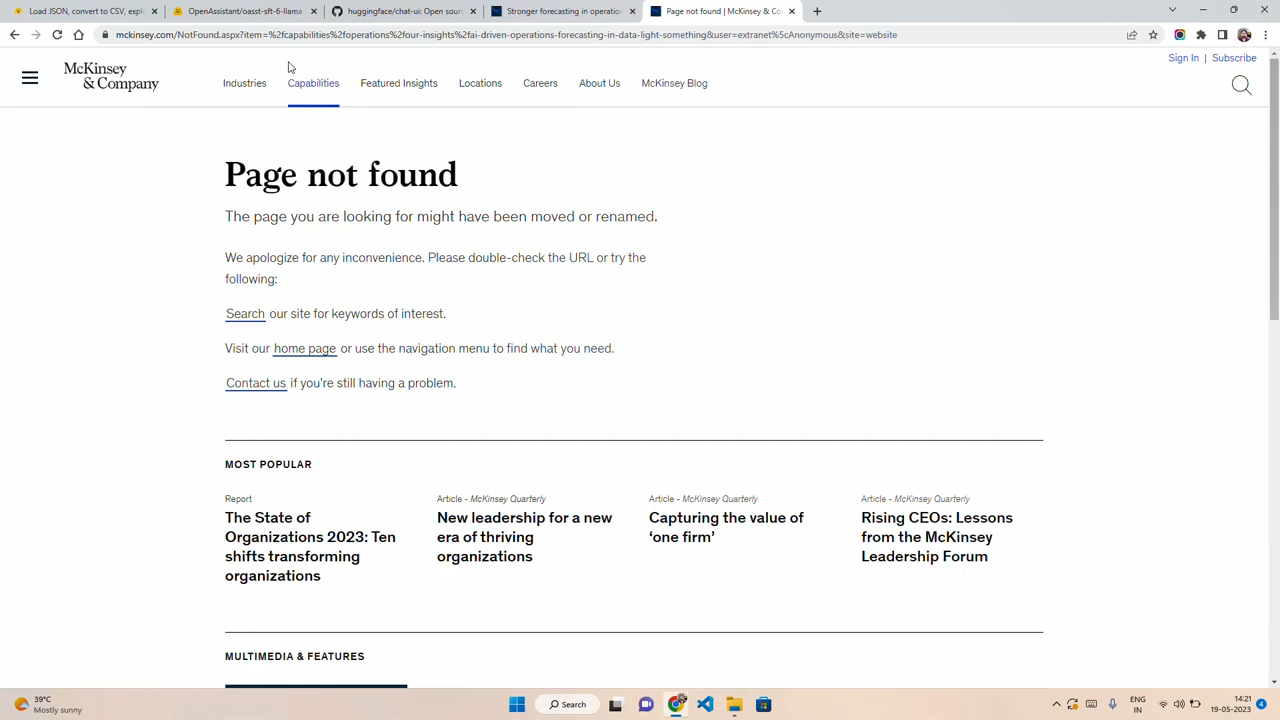 Load JSON, convert to CSV, expl
OpenAssistant/oasst-sft-6-llama
huggingface/chat-ui: Open sourc
Stronger forecasting in operation
Page not found | McKinsey & Co
mckinsey.com/NotFound.aspx?item=%2fcapabilities%2foperations%2four-insights%2fai-driven-operations-forecasting-in-data-light-something&user=extranet%5cAnonymous&site=website
Sign In | Subscribe
McKinsey
& Company
Industries Capabilities Featured Insights Locations Careers About Us McKinsey Blog
Page not found
The page you are looking for might have been moved or renamed.
We apologize for any inconvenience. Please double-check the URL or try the
following:
Search our site for keywords of interest.
Visit our home page or use the navigation menu to find what you need.
Contact us if you're still having a problem.
MOST POPULAR
Report
The State of
Organizations 2023: Ten
shifts transforming
organizations
Article - McKinsey Quarterly
New leadership for a new
era of thriving
organizations
Article - McKinsey Quarterly
Capturing the value of
‘one firm’
Article - McKinsey Quarterly
Rising CEOs: Lessons
from the McKinsey
Leadership Forum
MULTIMEDIA & FEATURES
39°C
Mostly sunny
Search
ENG
IN
14:21
19-05-2023
4